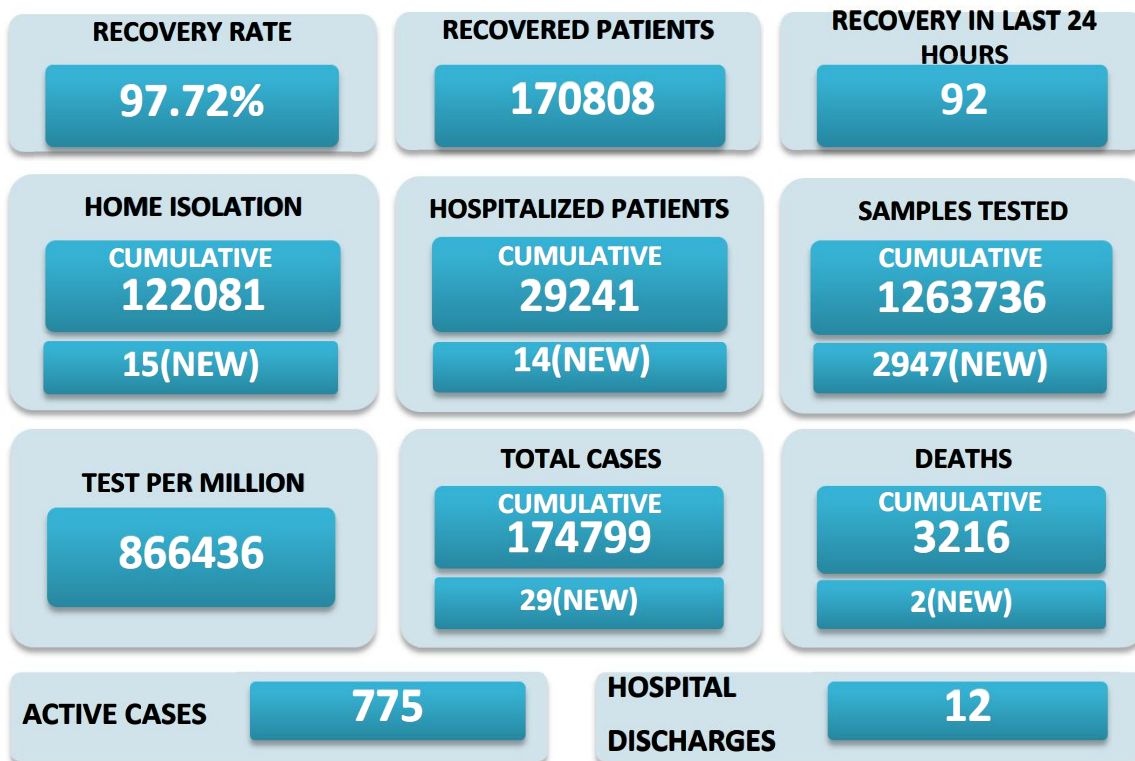 RECOVERY RATE
97.72%
RECOVERED PATIENTS
170808
RECOVERY IN LAST 24
HOURS
92
HOME ISOLATION
CUMULATIVE
122081
15(NEW)
HOSPITALIZED PATIENTS
CUMULATIVE
29241
14(NEW)
SAMPLES TESTED
CUMULATIVE
1263736
2947(NEW)
TEST PER MILLION
866436
TOTAL CASES
CUMULATIVE
174799
29(NEW)
DEATHS
CUMULATIVE
3216
2(NEW)
ACTIVE CASES
775
HOSPITAL
DISCHARGES
12